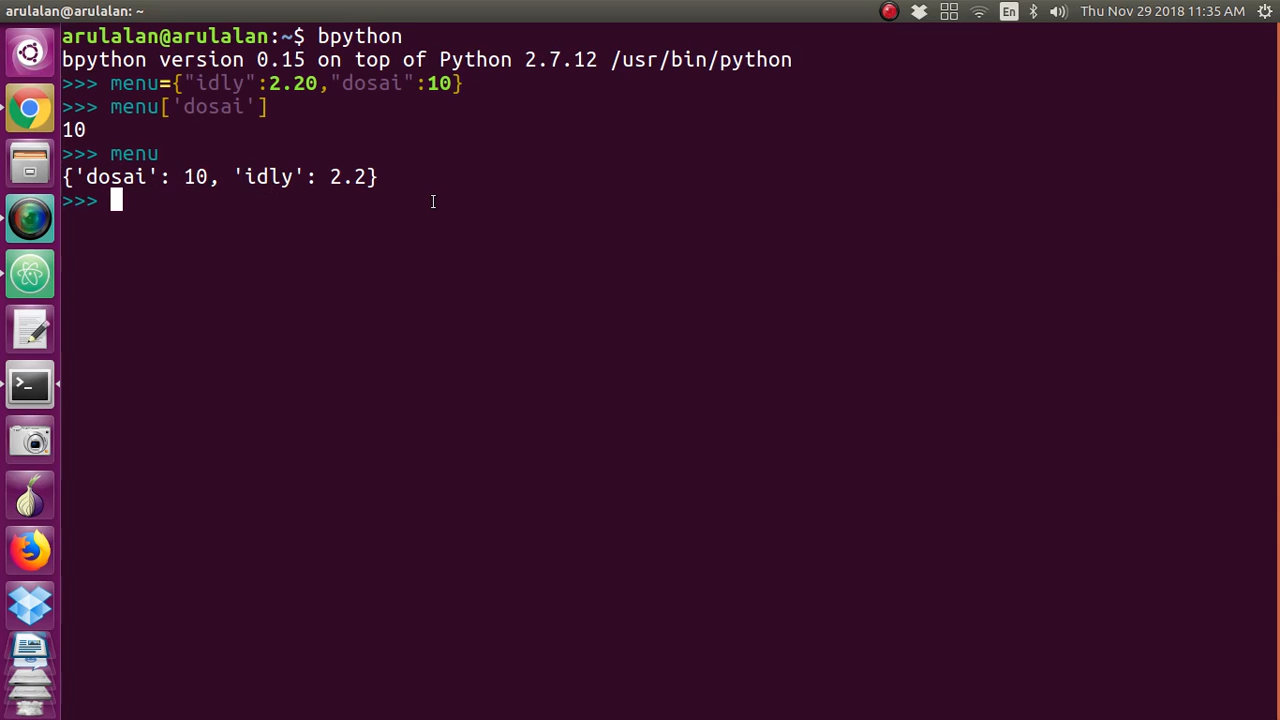 arulalan@arulalan: ~
En
Thu Nov 29 2018 11:35 AM
arulalan@arulalan:~$ bpython
bpython version 0.15 on top of Python 2.7.12 /usr/bin/python
>>> menu={"idly":2.20,"dosai":10}
>>> menu['dosai']
10
>>> menu
{'dosai': 10, 'idly': 2.2}
>>>